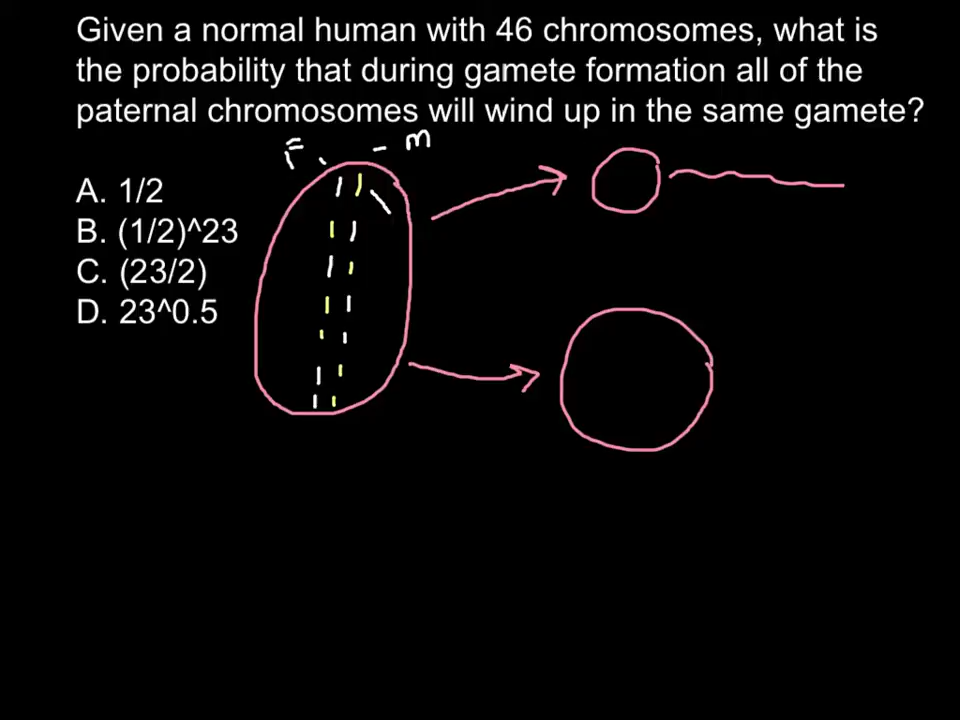 Given a normal human with 46 chromosomes, what is
the probability that during gamete formation all of the
paternal chromosomes will wind up in the same gamete?
F. - m
A. 1/2
B. (1/2)^23
C. (23/2)
D. 23^0.5